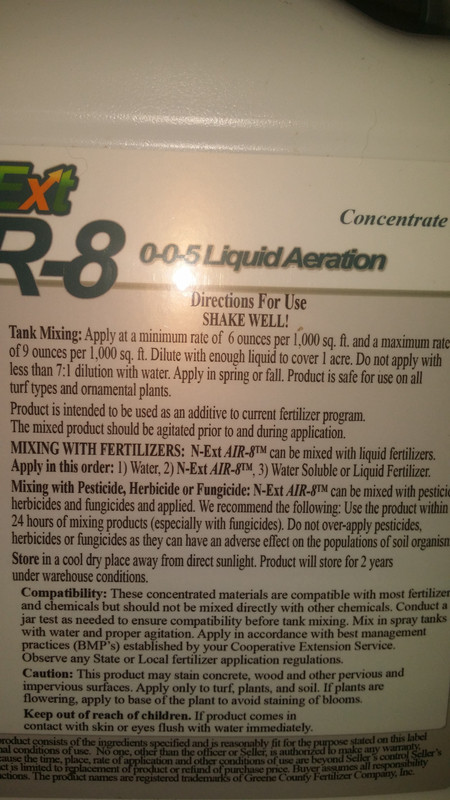 Ext
R-8
Concentrate
0-0-5 Liquid Aeration
Directions For Use
SHAKE WELL!
Tank Mixing: Apply at a minimum rate of 6 ounces per 1,000 sq. ft. and a maximum rate
of 9 ounces per 1,000 sq. ft. Dilute with enough liquid to cover 1 acre. Do not apply with
less than 7:1 dilution with water. Apply in spring or fall. Product is safe for use on all
turf types and ornamental plants.
Product is intended to be used as an additive to current fertilizer program.
The mixed product should be agitated prior to and during application.
MIXING WITH FERTILIZERS: N-Ext AIR-8™ can be mixed with liquid fertilizers.
Apply in this order: 1) Water, 2) N-Ext AIR-8™, 3) Water Soluble or Liquid Fertilizer.
Mixing with Pesticide, Herbicide or Fungicide: N-Ext AIR-8™ can be mixed with pestici
herbicides and fungicides and applied. We recommend the following: Use the product within
24 hours of mixing products (especially with fungicides). Do not over-apply pesticides,
herbicides or fungicides as they can have an adverse effect on the populations of soil organism
Store in a cool dry place away from direct sunlight. Product will store for 2 years
under warehouse conditions.
Compatibility: These concentrated materials are compatible with most fertilizer
and chemicals but should not be mixed directly with other chemicals. Conduct a
jar test as needed to ensure compatibility before tank mixing. Mix in spray tanks
with water and proper agitation. Apply in accordance with best management
practices (BMP's) established by your Cooperative Extension Service.
Observe any State or Local fertilizer application regulations.
Caution: This product may stain concrete, wood and other pervious and
impervious surfaces. Apply only to turf, plants, and soil. If plants are
flowering, apply to base of the plant to avoid staining of blooms.
Keep out of reach of children. If product comes in
contact with skin or eyes flush with water immediately.
product consists of the ingredients specified and is reasonably fit for the purpose stated on this label
nal conditions of use. No one, other than the officer or Seller, is authorized to make any warranty,
cause the time, place, rate of application and other conditions of use are beyond Seller's control, Seller's
ct is limited to replacement of product or refund of purchase price. Buyer assumes all responsibility
ctions. The product names are registered trademarks of Greene County Fertilizer Company, Inc.